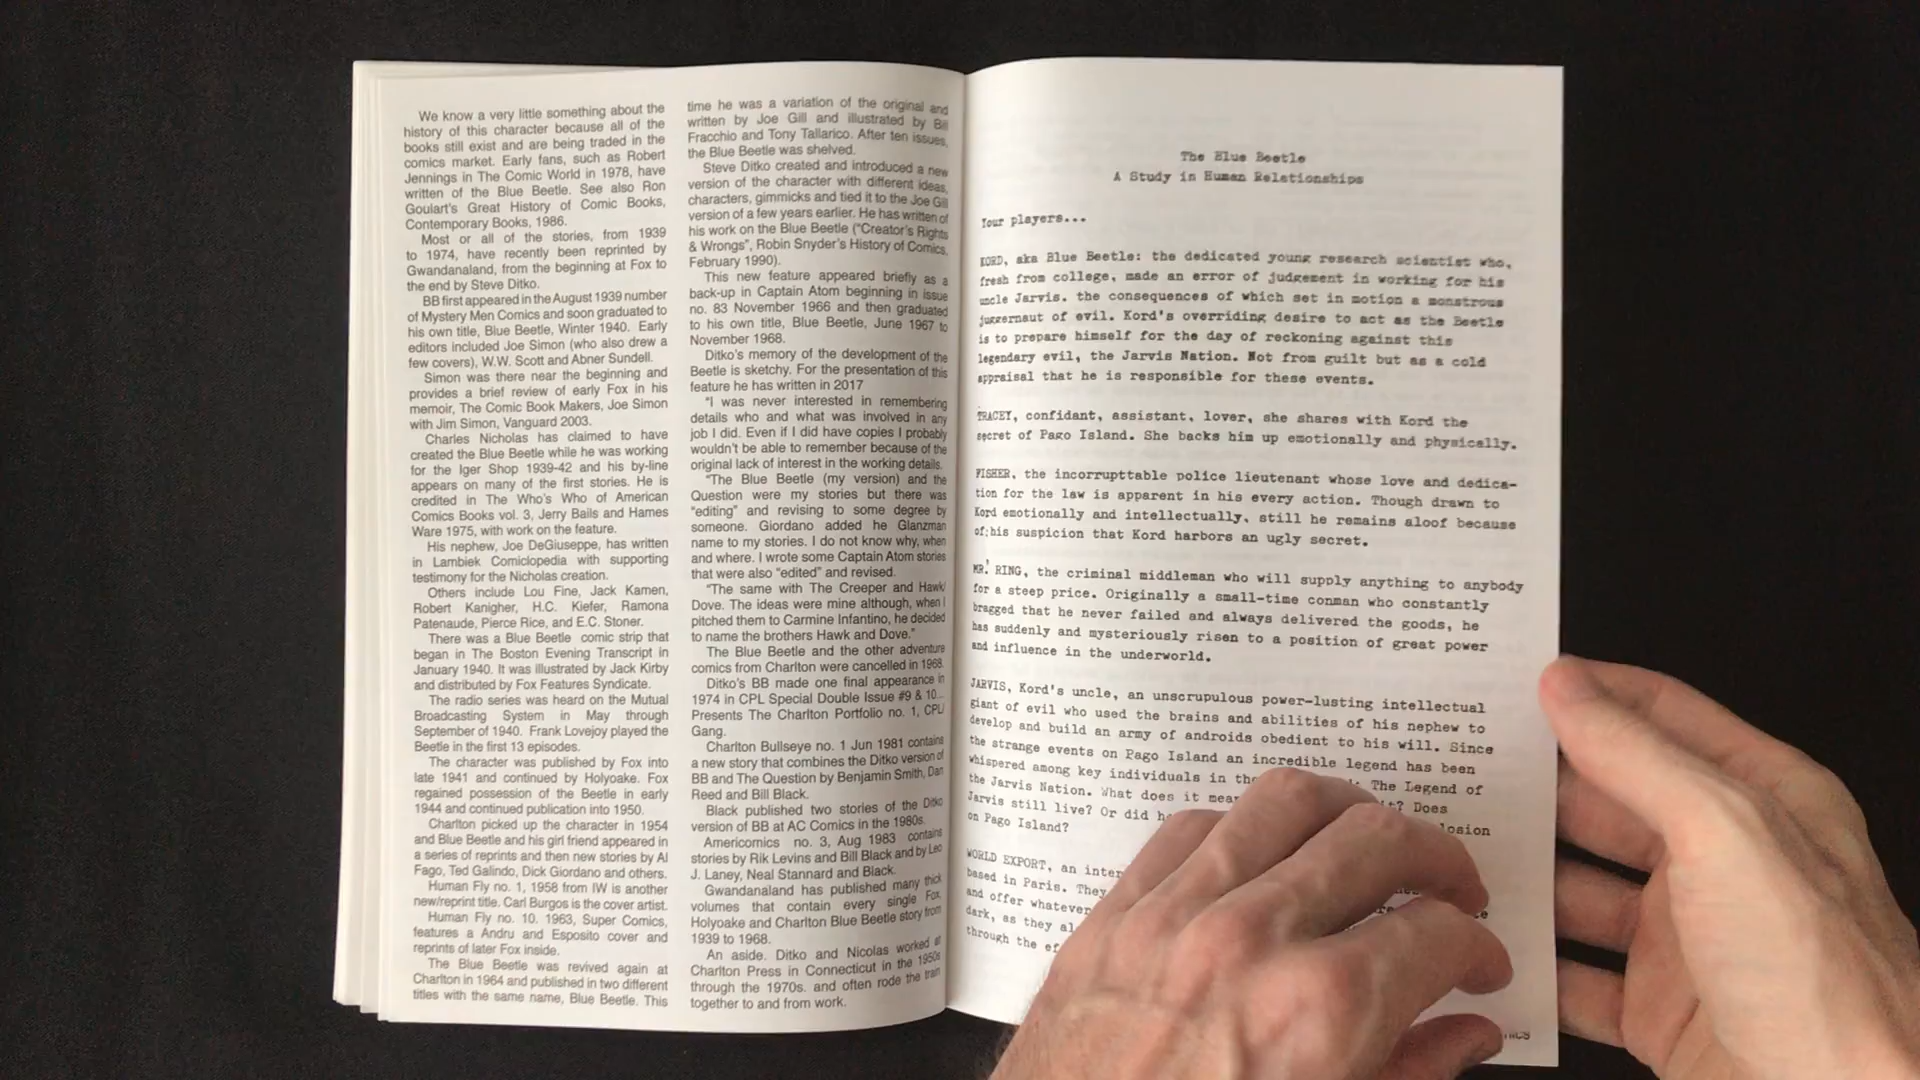 We know a very little something about the
history of this character because all of the
books still exist and are being traded in the
comics market. Early fans, such as Robert
Jennings in The Comic World in 1978, have
written of the Blue Beetle. See also Ron
Goulart's Great History of Comic Books,
Contemporary Books, 1986.
Most or all of the stories, from 1939
to 1974, have recently been reprinted by
Gwandanaland, from the beginning at Fox to
the end by Steve Ditko.
BB first appeared in the August 1939 number
of Mystery Men Comics and soon graduated to
his own title, Blue Beetle, Winter 1940. Early
editors included Joe Simon (who also drew a
few covers), W.W. Scott and Abner Sundell.
Simon was there near the beginning and
provides a brief review of early Fox in his
memoir, The Comic Book Makers, Joe Simon
with Jim Simon, Vanguard 2003.
Charles Nicholas has claimed to have
created the Blue Beetle while he was working
for the Iger Shop 1939-42 and his by-line
appears on many of the first stories. He is
credited in The Who's Who of American
Comics Books vol. 3, Jerry Bails and Hames
Ware 1975, with work on the feature.
His nephew, Joe DeGiuseppe, has written
in Lambiek Comiclopedia with supporting
testimony for the Nicholas creation.
Others include Lou Fine, Jack Kamen,
Robert Kanigher, H.C. Kiefer, Ramona
Patenaude, Pierce Rice, and E.C. Stoner.
There was a Blue Beetle comic strip that
began in The Boston Evening Transcript in
January 1940. It was illustrated by Jack Kirby
and distributed by Fox Features Syndicate.
The radio series was heard on the Mutual
Broadcasting System in May through
September of 1940. Frank Lovejoy played the
Beetle in the first 13 episodes.
The character was published by Fox into
late 1941 and continued by Holyoake. Fox
regained possession of the Beetle in early
1944 and continued publication into 1950.
Charlton picked up the character in 1954
and Blue Beetle and his girl friend appeared in
a series of reprints and then new stories by Al
Fago, Ted Galindo, Dick Giordano and others.
Human Fly no. 1, 1958 from IW is another
new/reprint title. Carl Burgos is the cover artist.
Human Fly no. 10. 1963, Super Comics,
features a Andru and Esposito cover and
reprints of later Fox inside.
The Blue Beetle was revived again at
Charlton in 1964 and published in two different
titles with the same name, Blue Beetle. This
time he was a variation of the original and
written by Joe Gill and illustrated by Bill
Fracchio and Tony Tallarico. After ten issues,
the Blue Beetle was shelved.
Steve Ditko created and introduced a new
version of the character with different ideas,
characters, gimmicks and tied it to the Joe Gill
version of a few years earlier. He has written of
his work on the Blue Beetle ("Creator's Rights
& Wrongs", Robin Snyder's History of Comics,
February 1990).
This new feature appeared briefly as a
back-up in Captain Atom beginning in issue
no. 83 November 1966 and then graduated
to his own title, Blue Beetle, June 1967 to
November 1968.
Ditko's memory of the development of the
Beetle is sketchy. For the presentation of this
feature he has written in 2017
"I was never interested in remembering
details who and what was involved in any
job I did. Even if I did have copies I probably
wouldn't be able to remember because of the
original lack of interest in the working details.
"The Blue Beetle (my version) and the
Question were my stories but there was
"editing" and revising to some degree by
someone. Giordano added he Glanzman
name to my stories. I do not know why, when
and where. I wrote some Captain Atom stories
that were also "edited" and revised.
"The same with The Creeper and Hawk/
Dove. The ideas were mine although, when I
pitched them to Carmine Infantino, he decided
to name the brothers Hawk and Dove."
The Blue Beetle and the other adventure
comics from Charlton were cancelled in 1968.
Ditko's BB made one final appearance in
1974 in CPL Special Double Issue #9 & 10...
Presents The Charlton Portfolio no. 1, CPL/
Gang.
Charlton Bullseye no. 1 Jun 1981 contains
a new story that combines the Ditko version of
BB and The Question by Benjamin Smith, Dan
Reed and Bill Black.
Black published two stories of the Ditko
version of BB at AC Comics in the 1980s.
Americomics no. 3, Aug 1983 contains
stories by Rik Levins and Bill Black and by Leo
J. Laney, Neal Stannard and Black.
Gwandanaland has published many thick
volumes that contain every single Fox,
Holyoake and Charlton Blue Beetle story from
1939 to 1968.
An aside. Ditko and Nicolas worked at
Charlton Press in Connecticut in the 1950s
through the 1970s. and often rode the train
together to and from work.
The Blue Beetle
A Study in Human Relationships
Your players...
KORD, aka Blue Beetle: the dedicated young research scientist who,
fresh from college, made an error of judgement in working for his
uncle Jarvis. the consequences of which set in motion a monstrous
juggernaut of evil. Kord's overriding desire to act as the Beetle
is to prepare himself for the day of reckoning against this
legendary evil, the Jarvis Nation. Not from guilt but as a cold
appraisal that he is responsible for these events.
TRACEY, confidant, assistant, lover, she shares with Kord the
secret of Pago Island. She backs him up emotionally and physically.
FISHER, the incorrupttable police lieutenant whose love and dedica-
tion for the law is apparent in his every action. Though drawn to
Kord emotionally and intellectually, still he remains aloof because
of his suspicion that Kord harbors an ugly secret.
MR. RING, the criminal middleman who will supply anything to anybody
for a steep price. Originally a small-time conman who constantly
bragged that he never failed and always delivered the goods, he
has suddenly and mysteriously risen to a position of great power
and influence in the underworld.
JARVIS, Kord's uncle, an unscrupulous power-lusting intellectual
giant of evil who used the brains and abilities of his nephew to
develop and build an army of androids obedient to his will. Since
the strange events on Pago Island an incredible legend has been
whispered among key individuals in the The Legend of
the Jarvis Nation. What does it mean Does
Jarvis still live? Or did
on Pago Island?
WORLD EXPORT, an
based in Paris. They
and offer whatever
dark, as they
through the